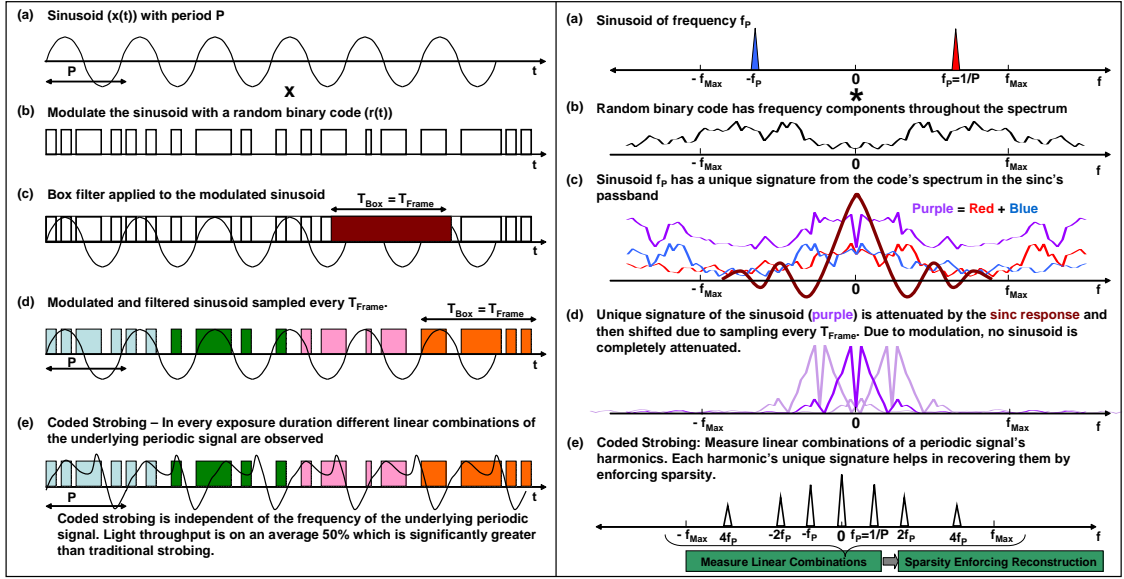 (a) Sinusoid (x(t)) with period P
P
t
x
(b) Modulate the sinusoid with a random binary code (r(t))
t
(c) Box filter applied to the modulated sinusoid
T_Box = T_Frame
t
(d) Modulated and filtered sinusoid sampled every T_Frame.
T_Box = T_Frame
P
t
(e) Coded Strobing – In every exposure duration different linear combinations
of the underlying periodic signal are observed
P
t
Coded strobing is independent of the frequency of the underlying periodic
signal. Light throughput is on an average 50% which is significantly greater
than traditional strobing.
(a) Sinusoid of frequency f_P
- f_Max -f_P 0 f_P=1/P f_Max f
*
(b) Random binary code has frequency components throughout the spectrum
- f_Max 0 f_Max f
(c) Sinusoid f_P has a unique signature from the code's spectrum in the sinc's
passband
Purple = Red + Blue
- f_Max 0 f_Max f
(d) Unique signature of the sinusoid (purple) is attenuated by the sinc response and
then shifted due to sampling every T_Frame. Due to modulation, no sinusoid is
completely attenuated.
- f_Max 0 f_Max f
(e) Coded Strobing: Measure linear combinations of a periodic signal's
harmonics. Each harmonic's unique signature helps in recovering them by
enforcing sparsity.
- f_Max 4f_P -2f_P -f_P 0 f_P=1/P 2f_P 4f_P f_Max f
Measure Linear Combinations Sparsity Enforcing Reconstruction